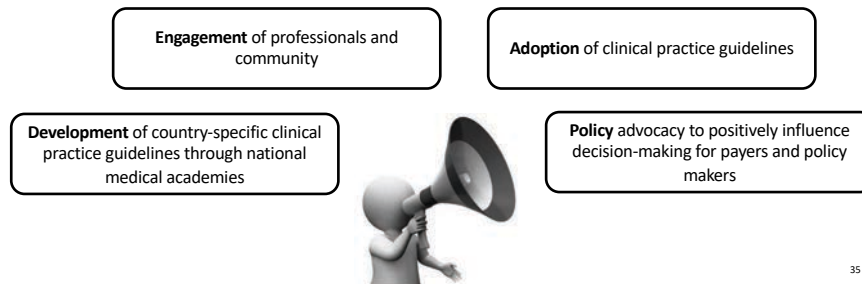 Engagement of professionals and
community
Adoption of clinical practice guidelines
Development of country-specific clinical
practice guidelines through national
medical academies
Policy advocacy to positively influence
decision-making for payers and policy
makers
35